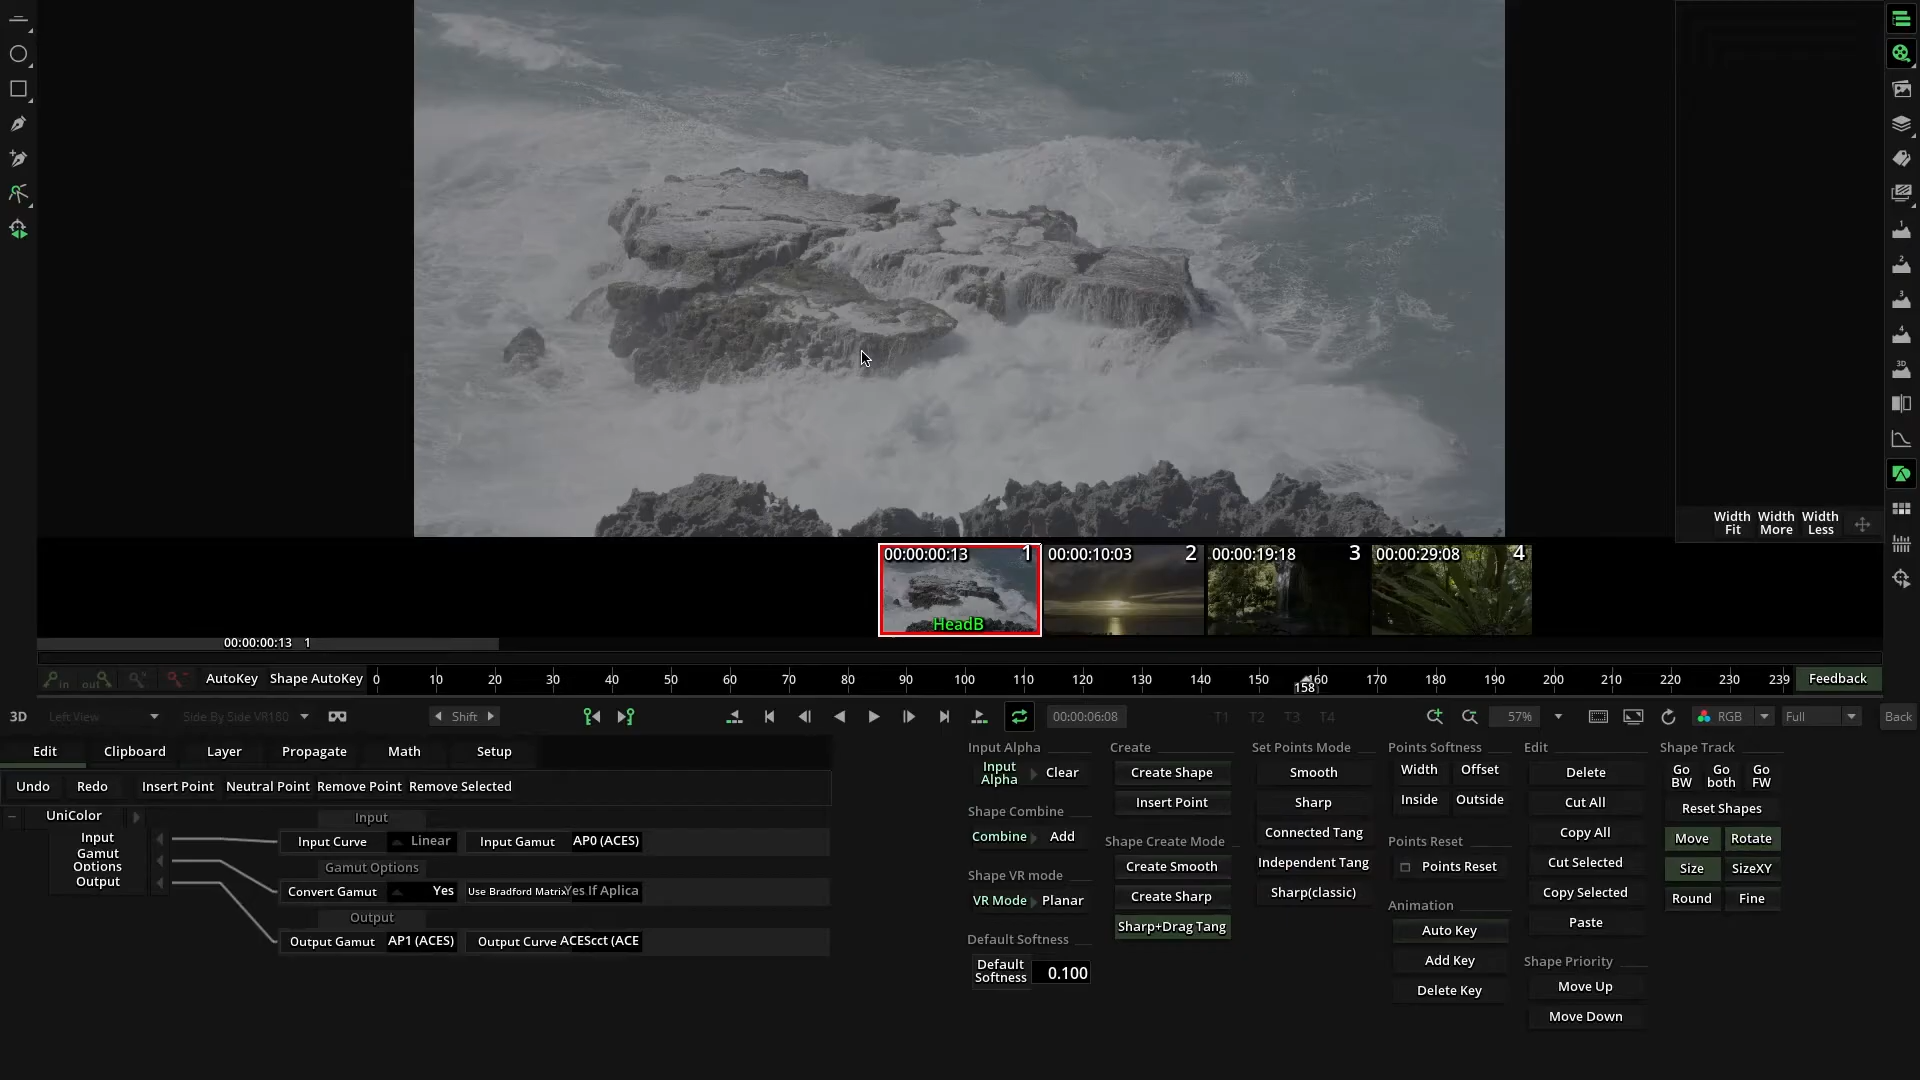 1
2
3
4
3D
Width Fit
Width More
Width Less
00:00:00:13 1
HeadB
00:00:10:03 2
00:00:19:18 3
00:00:29:08 4
00:00:00:13 1
in
out
AutoKey
Shape AutoKey
0 10 20 30 40 50 60 70 80 90 100 110 120 130 140 150 160 170 180 190 200 210 220 230 239
158
Feedback
3D
Left View
Side By Side VR180
Shift
00:00:06:08
T1 T2 T3 T4
57%
RGB
Full
Back
Edit
Clipboard
Layer
Propagate
Math
Setup
Undo
Redo
Insert Point
Neutral Point
Remove Point
Remove Selected
UniColor
Input
Gamut Options
Output
Input
Input Curve Linear
Input Gamut AP0 (ACES)
Gamut Options
Convert Gamut Yes
Use Bradford Matrix Yes If Aplica
Output
Output Gamut AP1 (ACES)
Output Curve ACEScct (ACE
Input Alpha
Input Alpha
Clear
Shape Combine
Combine
Add
Shape VR mode
VR Mode
Planar
Default Softness
Default Softness
0.100
Create
Create Shape
Insert Point
Shape Create Mode
Create Smooth
Create Sharp
Sharp+Drag Tang
Set Points Mode
Smooth
Sharp
Connected Tang
Independent Tang
Sharp(classic)
Points Softness
Width
Offset
Inside
Outside
Points Reset
Points Reset
Animation
Auto Key
Add Key
Delete Key
Edit
Delete
Cut All
Copy All
Cut Selected
Copy Selected
Paste
Shape Priority
Move Up
Move Down
Shape Track
Go BW
Go both
Go FW
Reset Shapes
Move
Rotate
Size
SizeXY
Round
Fine